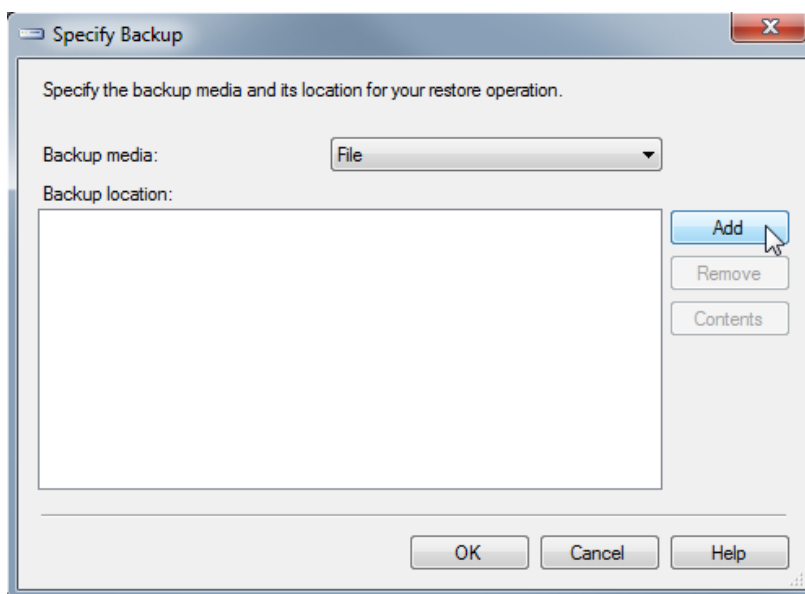 Specify Backup
Specify the backup media and its location for your restore operation.
Backup media: File
Backup location:
Add
Remove
Contents
OK Cancel Help